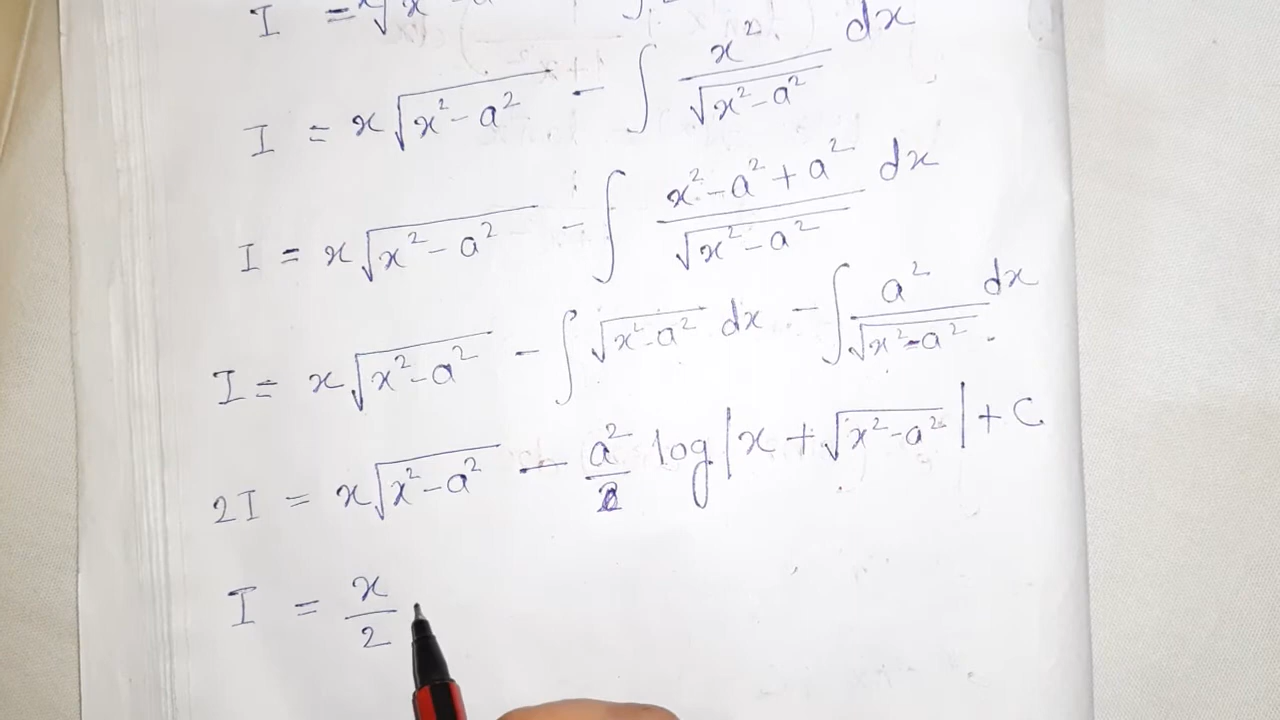 I = x√x
I = x√(x² - a²) - ∫ x²/√(x² - a²) dx
I = x√(x² - a²) - ∫ (x² - a² + a²)/√(x² - a²) dx
I = x√(x² - a²) - ∫ √(x² - a²) dx - ∫ a²/√(x² - a²) dx
2I = x√(x² - a²) - a²/2 log|x + √(x² - a²)| + C
I = x/2